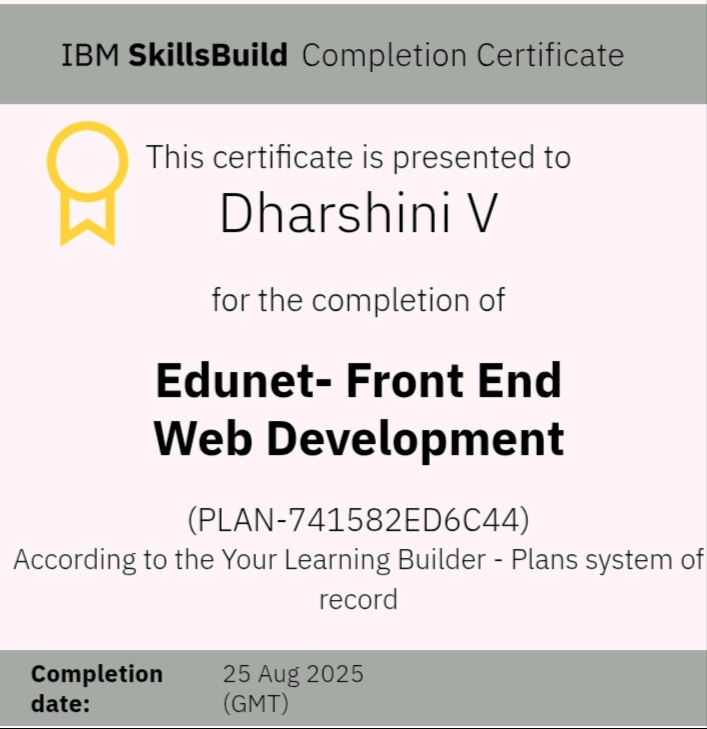 IBM SkillsBuild Completion Certificate
This certificate is presented to
Dharshini V
for the completion of
Edunet- Front End
Web Development
(PLAN-741582ED6C44)
According to the Your Learning Builder - Plans system of
record
Completion date: 25 Aug 2025 (GMT)